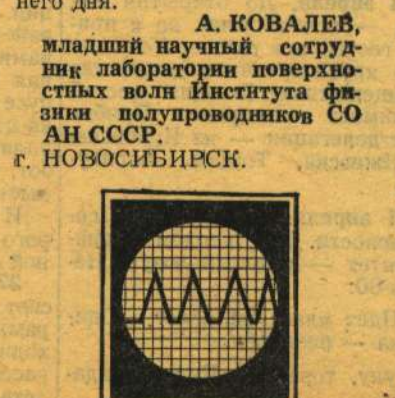 него дня.
А. КОВАЛЕВ,
младший научный сотруд-
ник лаборатории поверхно-
стных волн Института фи-
зики полупроводников СО
АН СССР.
г. НОВОСИБИРСК.